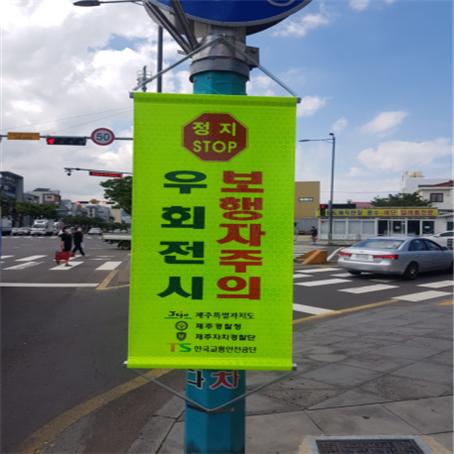 50
정지
STOP
우회전시
보행자주의
Jeju 제주특별자치도
제주경찰청
제주자치경찰단
TS 한국교통안전공단